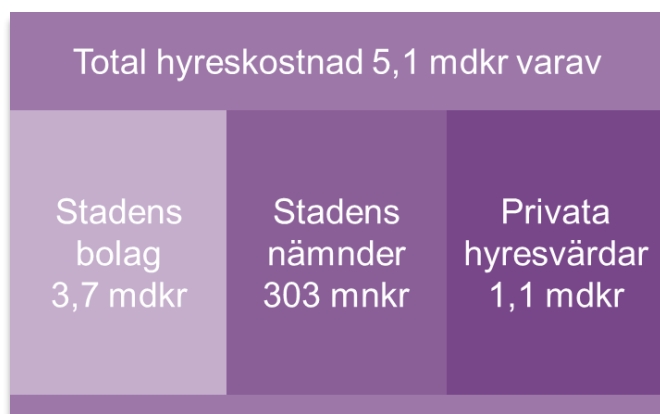 Total hyreskostnad 5,1 mdkr varav
Stadens
bolag
3,7 mdkr
Stadens
nämnder
303 mnkr
Privata
hyresvärdar
1,1 mdkr